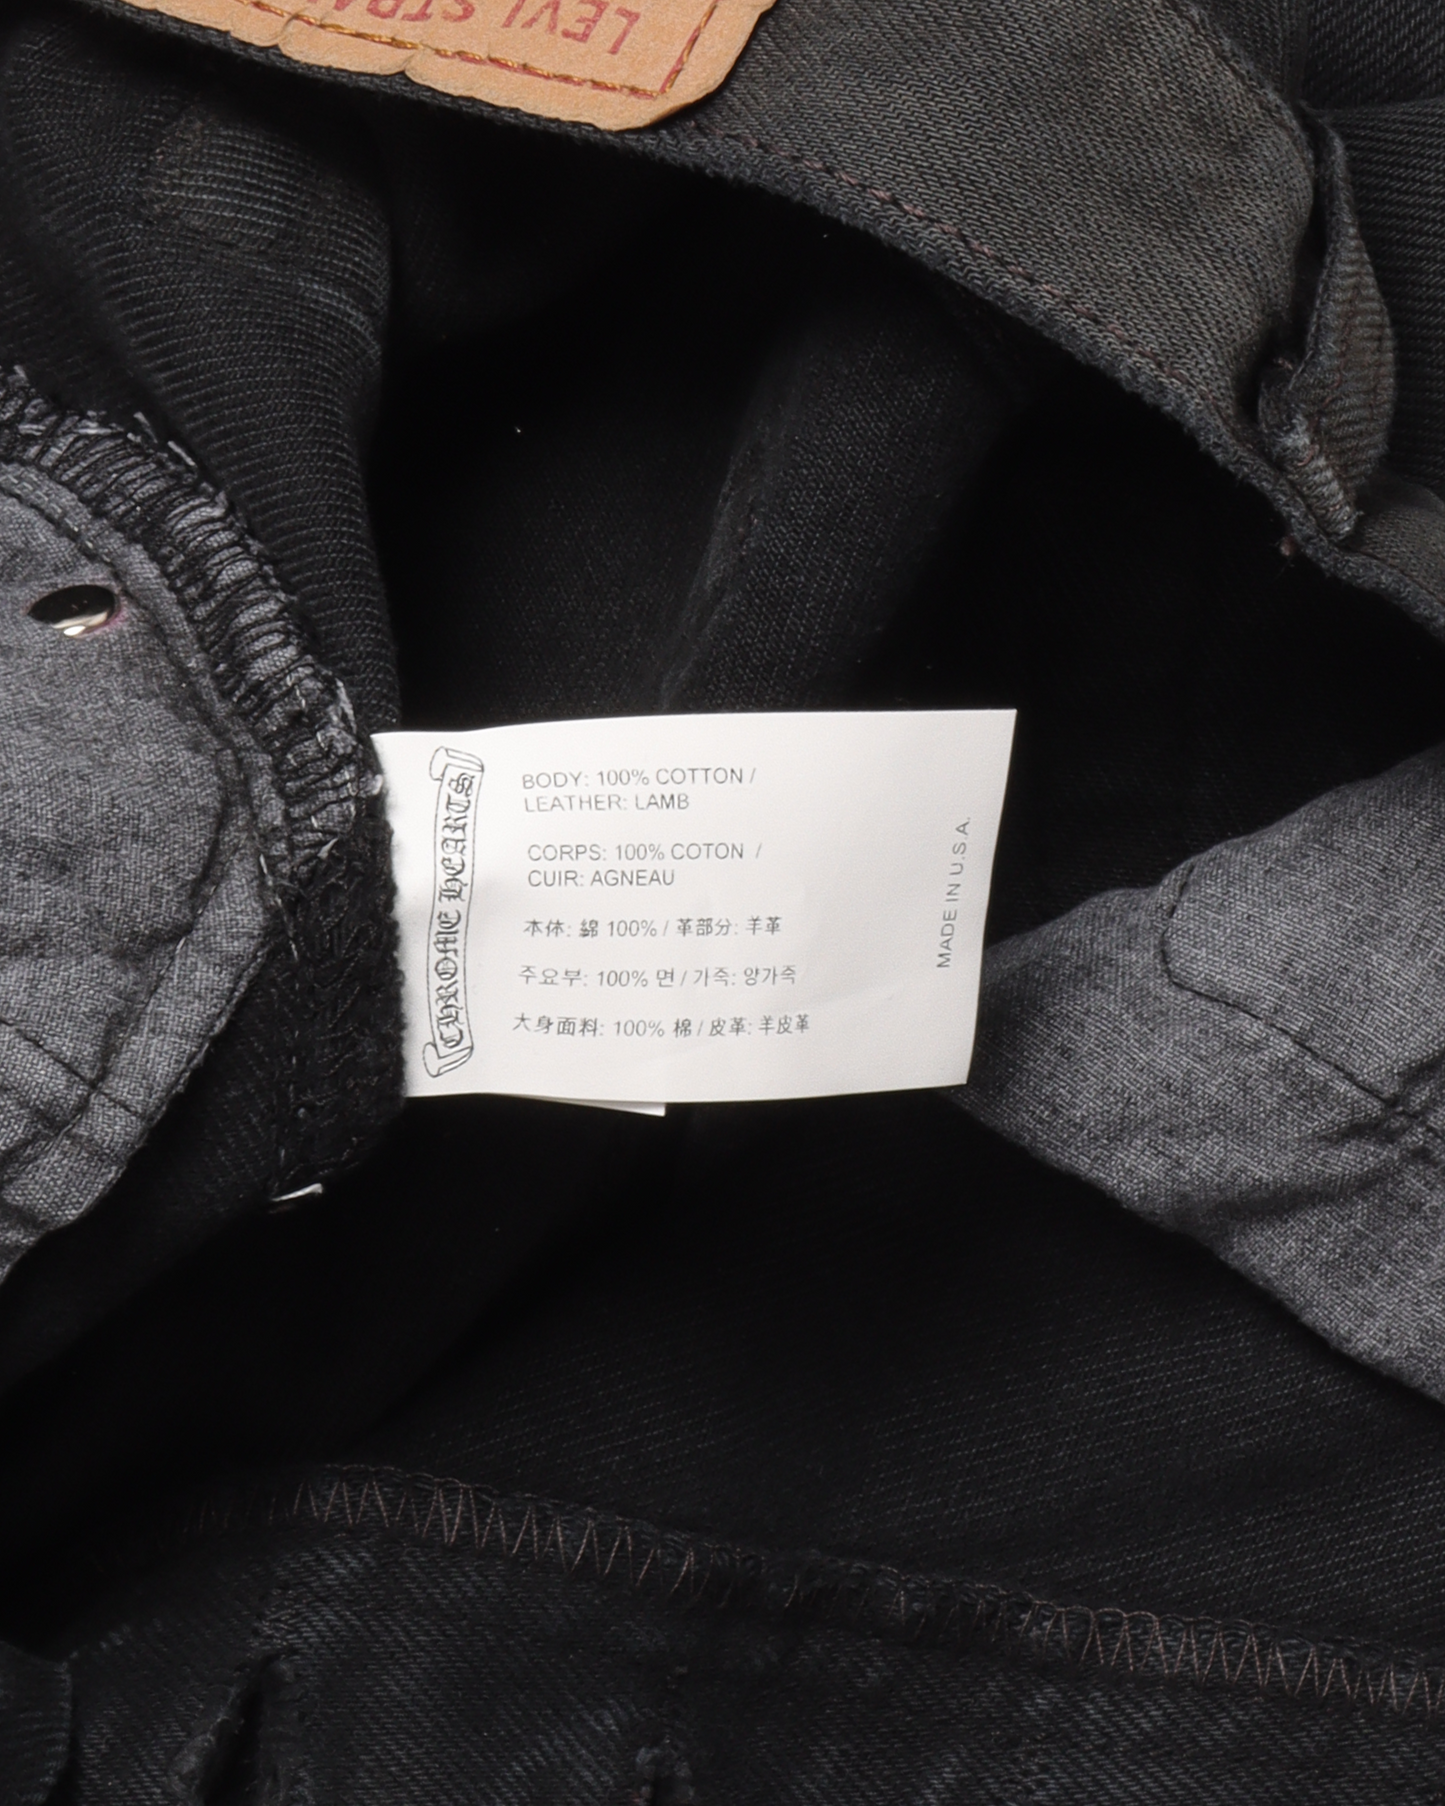 LEVI STRA
CHROME HEARTS
BODY: 100% COTTON /
LEATHER: LAMB
CORPS: 100% COTON /
CUIR: AGNEAU
本体: 綿 100% / 革部分: 羊革
주요부: 100% 면 / 가죽: 양가죽
大身面料: 100% 棉 / 皮革: 羊皮革
MADE IN U.S.A.